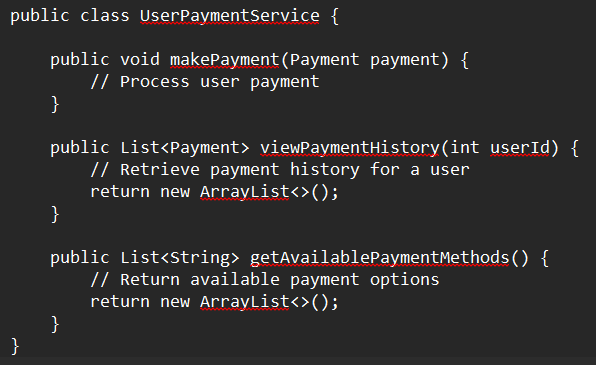 public class UserPaymentService {
public void makePayment(Payment payment) {
// Process user payment
}
public List<Payment> viewPaymentHistory(int userId) {
// Retrieve payment history for a user
return new ArrayList<>();
}
public List<String> getAvailablePaymentMethods() {
// Return available payment options
return new ArrayList<>();
}
}